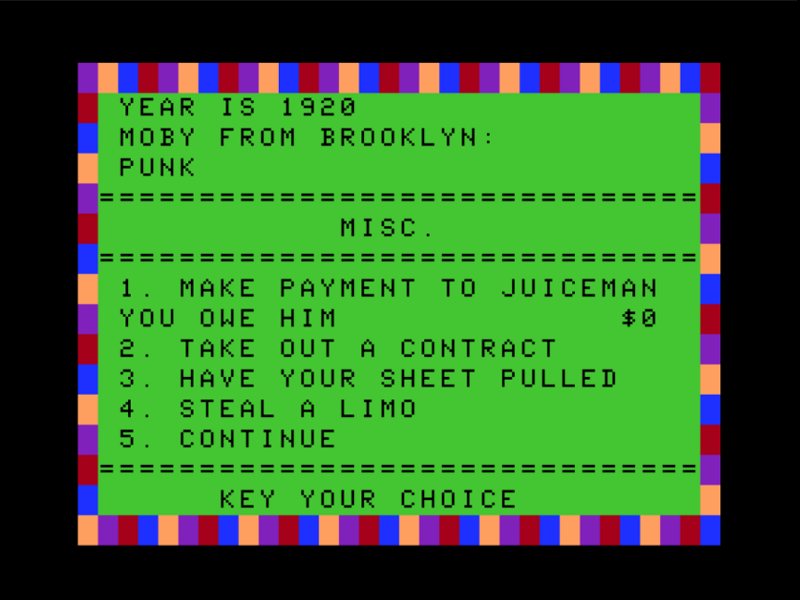 YEAR IS 1920
MOBY FROM BROOKLYN:
PUNK
==============================
MISC.
==============================
1. MAKE PAYMENT TO JUICEMAN
YOU OWE HIM $0
2. TAKE OUT A CONTRACT
3. HAVE YOUR SHEET PULLED
4. STEAL A LIMO
5. CONTINUE
==============================
KEY YOUR CHOICE